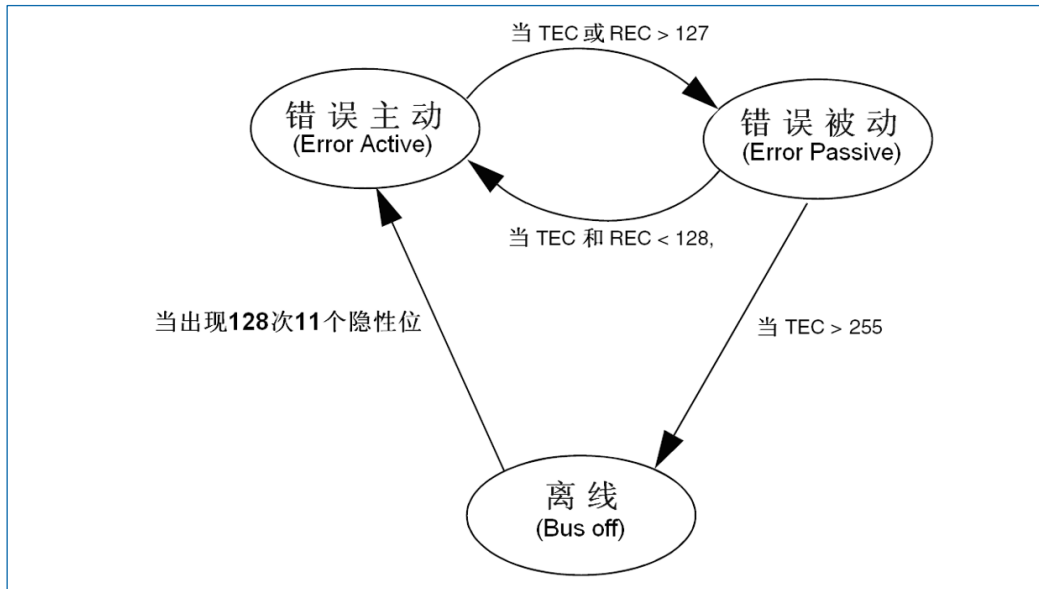 当 TEC 或 REC > 127
错 误 主 动
(Error Active)
错 误 被 动
(Error Passive)
当 TEC 和 REC < 128,
当出现128次11个隐性位
当 TEC > 255
离 线
(Bus off)